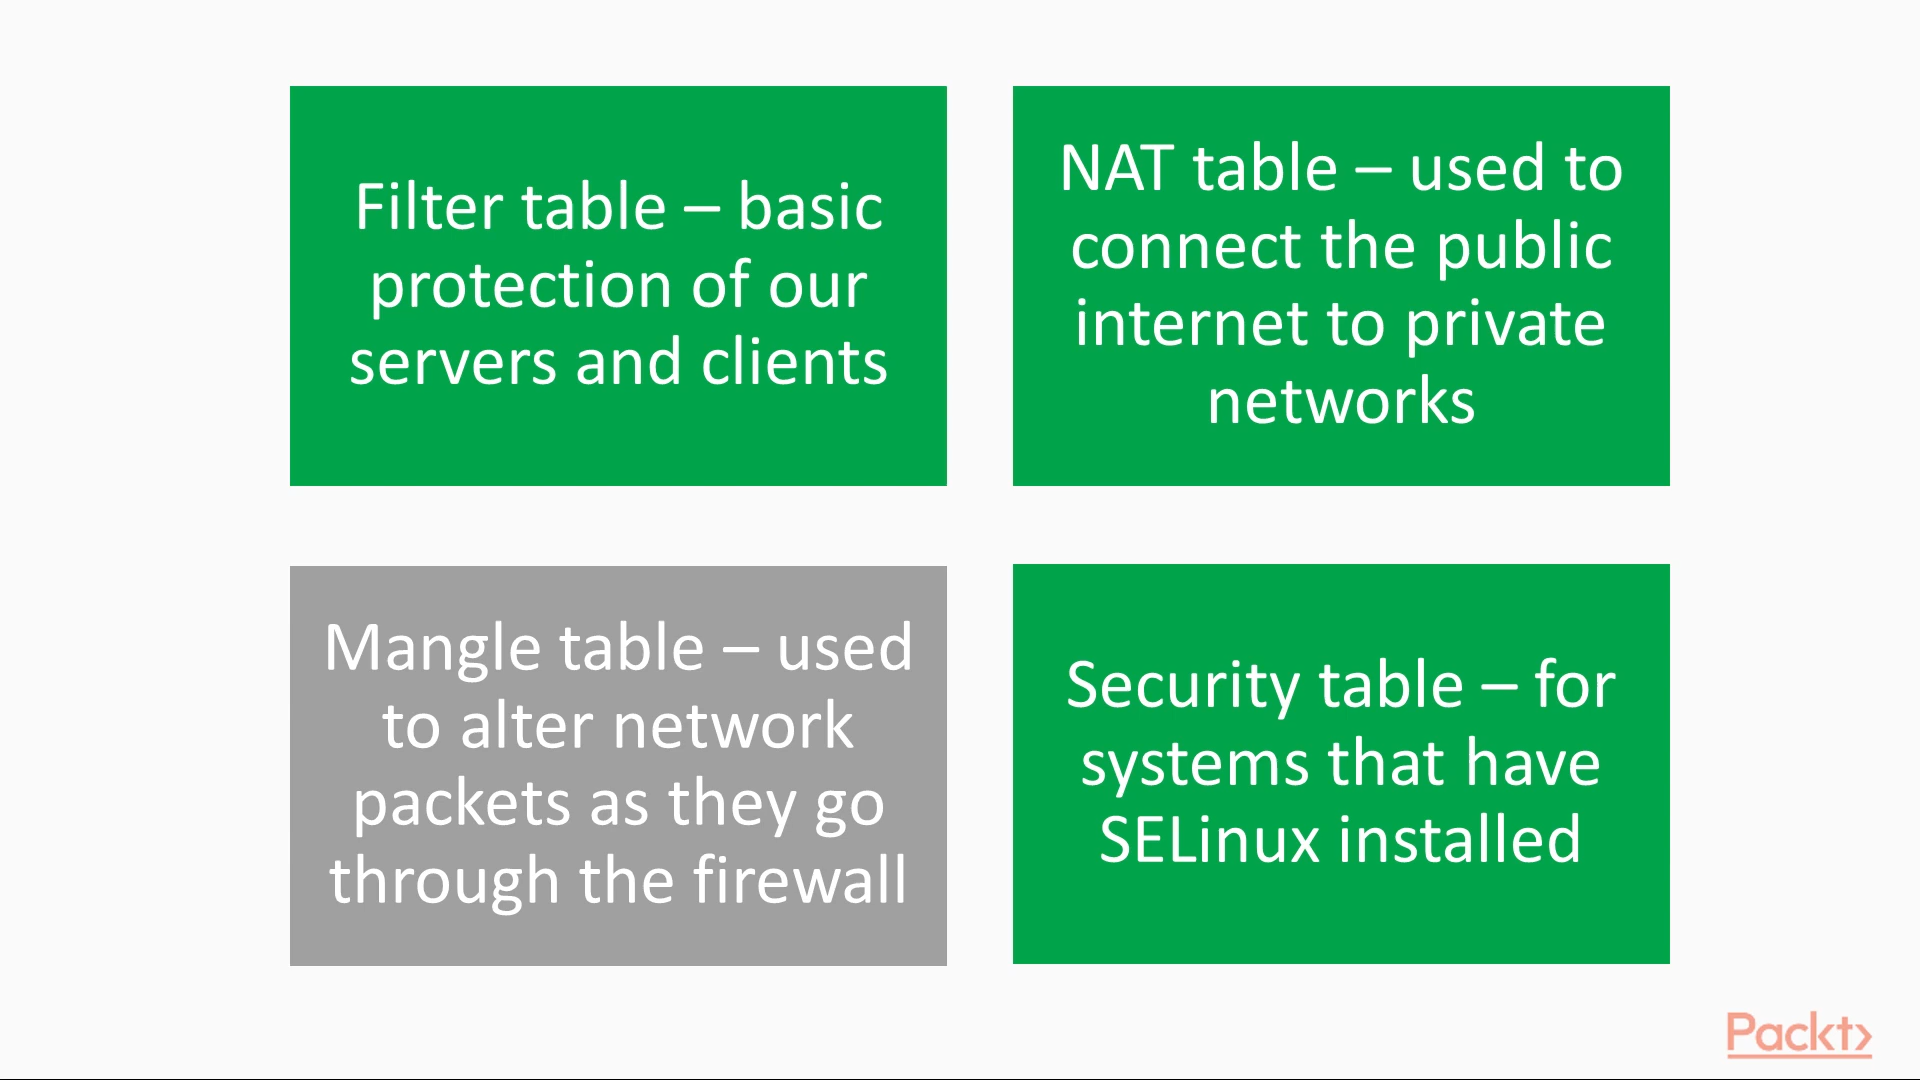 Filter table – basic
protection of our
servers and clients
NAT table – used to
connect the public
internet to private
networks
Mangle table – used
to alter network
packets as they go
through the firewall
Security table – for
systems that have
SELinux installed
Packt>